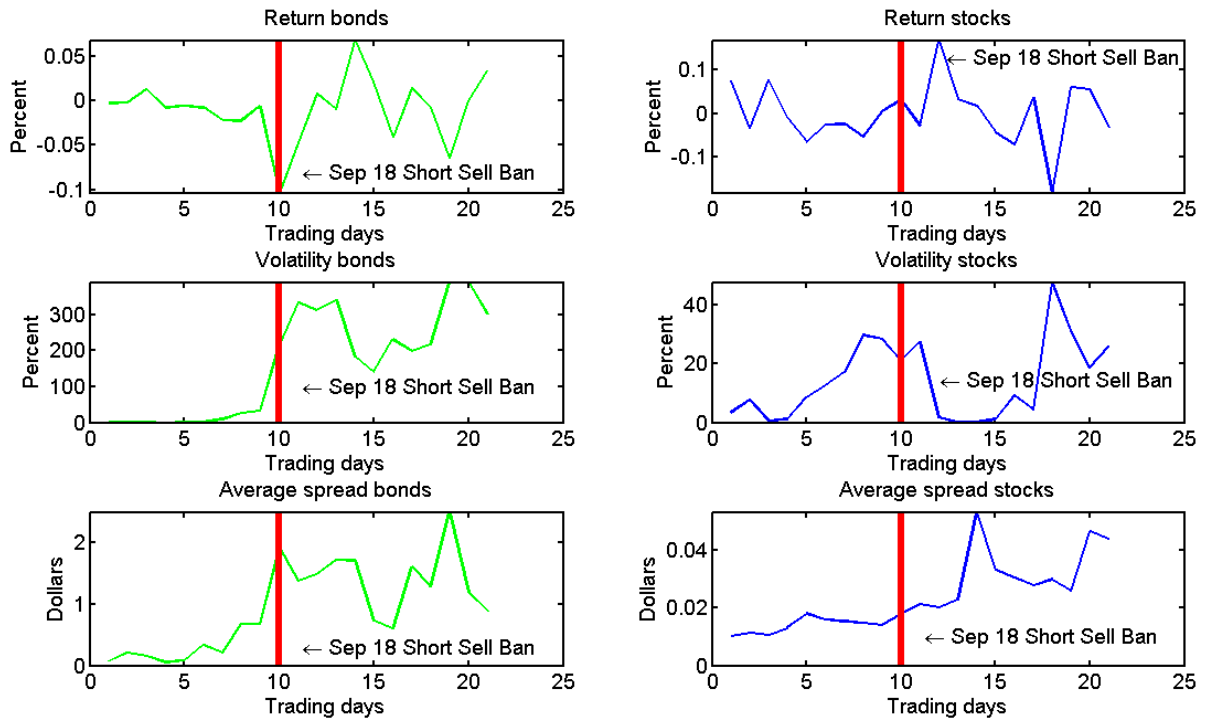 Return bonds
Percent
0.05
0
-0.05
-0.1
← Sep 18 Short Sell Ban
0 5 10 15 20 25
Trading days
Return stocks
Percent
0.1
0
-0.1
← Sep 18 Short Sell Ban
0 5 10 15 20 25
Trading days
Volatility bonds
Percent
300
200
100
0
← Sep 18 Short Sell Ban
0 5 10 15 20 25
Trading days
Volatility stocks
Percent
40
20
0
← Sep 18 Short Sell Ban
0 5 10 15 20 25
Trading days
Average spread bonds
Dollars
2
1
0
← Sep 18 Short Sell Ban
0 5 10 15 20 25
Trading days
Average spread stocks
Dollars
0.04
0.02
0
← Sep 18 Short Sell Ban
0 5 10 15 20 25
Trading days